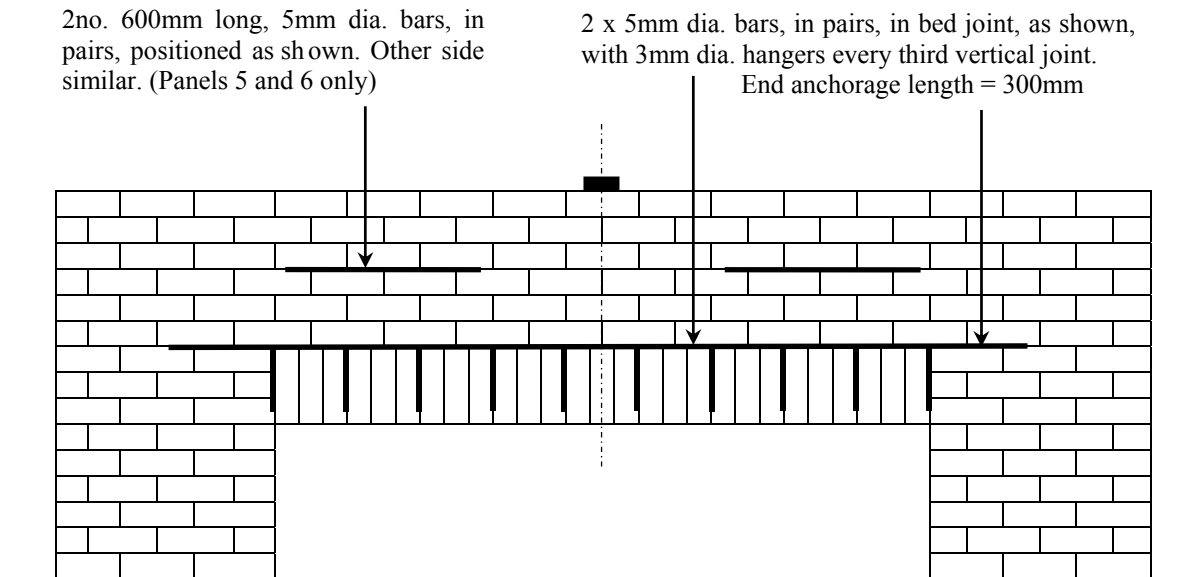 2no. 600mm long, 5mm dia. bars, in
pairs, positioned as shown. Other side
similar. (Panels 5 and 6 only)
2 x 5mm dia. bars, in pairs, in bed joint, as shown,
with 3mm dia. hangers every third vertical joint.
End anchorage length = 300mm